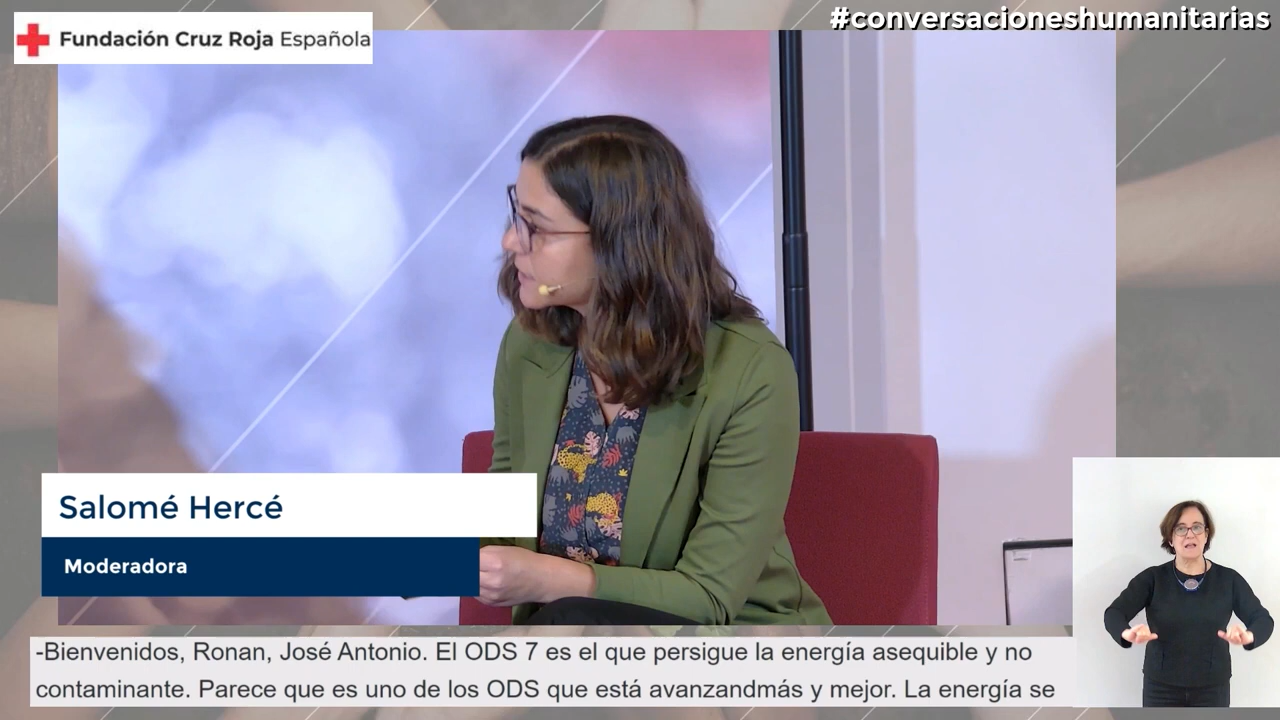 #conversacioneshumanitarias
Fundación Cruz Roja Española
Salomé Hercé
Moderadora
-Bienvenidos, Ronan, José Antonio. El ODS 7 es el que persigue la energía asequible y no
contaminante. Parece que es uno de los ODS que está avanzandmás y mejor. La energía se